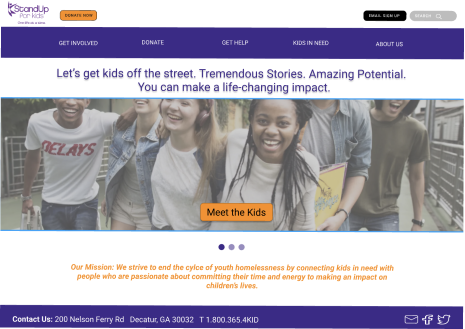 StandUp
For Kids
DONATE NOW
EMAIL SIGN UP
SEARCH
GET INVOLVED
DONATE
GET HELP
KIDS IN NEED
ABOUT US
Let's get kids off the street. Tremendous Stories. Amazing Potential.
You can make a life-changing impact.
DELAYS
Meet the Kids
Our Mission: We strive to end the cylce of youth homelessness by connecting kids in need with
people who are passionate about committing their time and energy to making an impact on
children's lives.
Contact Us: 200 Nelson Ferry Rd Decatur, GA 30032 T 1.800.365.4KID